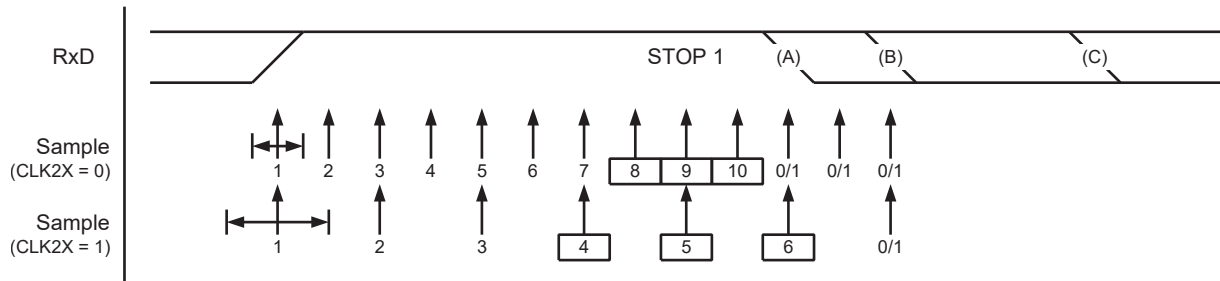 RxD STOP 1 (A) (B) (C)
Sample
(CLK2X = 0)
1 2 3 4 5 6 7 8 9 10 0/1 0/1 0/1
Sample
(CLK2X = 1)
1 2 3 4 5 6 0/1